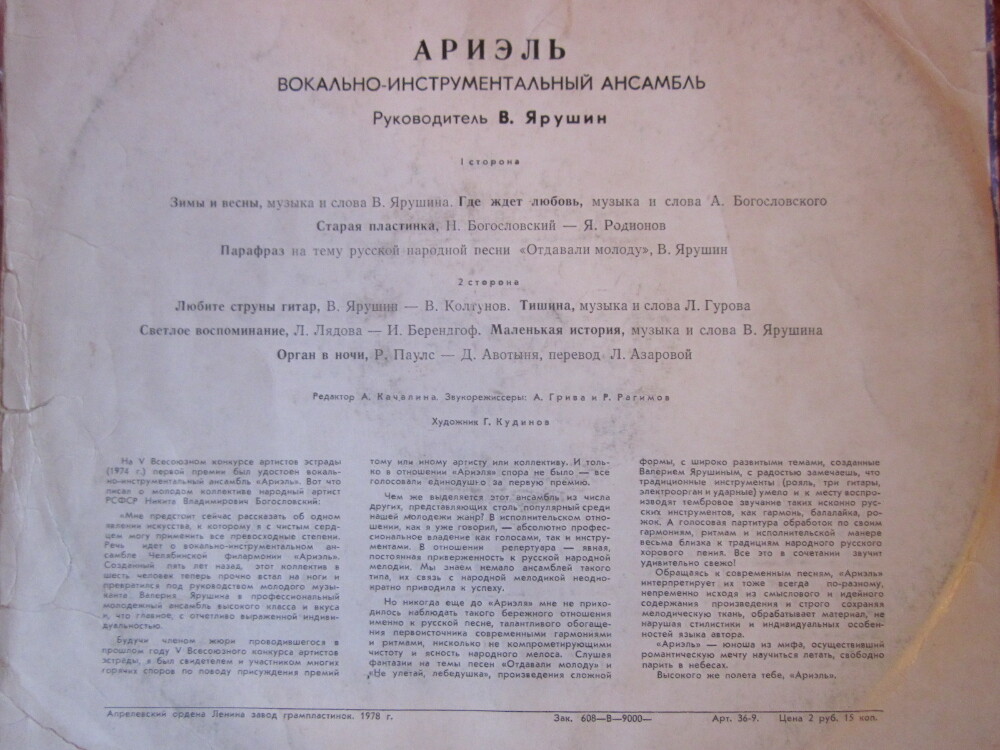 АРИЭЛЬ
ВОКАЛЬНО-ИНСТРУМЕНТАЛЬНЫЙ АНСАМБЛЬ
Руководитель В. Ярушин
1 сторона
Зимы и весны, музыка и слова В. Ярушина. Где ждет любовь, музыка и слова А. Богословского
Старая пластинка, Н. Богословский — Я. Родионов
Парафраз на тему русской народной песни «Отдавали молоду», В. Ярушин
2 сторона
Любите струны гитар, В. Ярушин — В. Колтунов. Тишина, музыка и слова Л. Гурова
Светлое воспоминание, Л. Лядова — И. Берендгоф. Маленькая история, музыка и слова В. Ярушина
Орган в ночи, Р. Паулс — Д. Авотыня, перевод Л. Азаровой
Редактор А. Качалина. Звукорежиссеры: А. Грива и Р. Рагимов
Художник Г. Кудинов
На V Всесоюзном конкурсе артистов эстрады
(1974 г.) первой премии был удостоен вокаль-
но-инструментальный ансамбль «Ариэль». Вот что
писал о молодом коллективе народный артист
РСФСР Никита Владимирович Богословский:
«Мне предстоит сейчас рассказать об одном
явлении искусства, к которому я с чистым серд-
цем могу применить все превосходные степени.
Речь идет о вокально-инструментальном ан-
самбле Челябинской филармонии «Ариэль».
Созданный пять лет назад, этот коллектив в
шесть человек теперь прочно встал на ноги и
превратился под руководством молодого музы-
канта Валерия Ярушина в профессиональный
молодежный ансамбль высокого класса и вкуса
и, что главное, с отчетливо выраженной индиви-
дуальностью.
Будучи членом жюри проводившегося в
прошлом году V Всесоюзного конкурса артистов
эстрады, я был свидетелем и участником многих
горячих споров по поводу присуждения премий
тому или иному артисту или коллективу. И толь-
ко в отношении «Ариэля» спора не было — все
голосовали единодушно за первую премию.
Чем же выделяется этот ансамбль из числа
других, представляющих столь популярный среди
нашей молодежи жанр? В исполнительском отно-
шении, как я уже говорил, — абсолютно профес-
сиональное владение как голосами, так и инстру-
ментами. В отношении репертуара — явная,
постоянная приверженность к русской народной
мелодии. Мы знаем немало ансамблей такого
типа, их связь с народной мелодикой неодно-
кратно приводила к успеху.
Но никогда еще до «Ариэля» мне не прихо-
дилось наблюдать такого бережного отношения
именно к русской песне, талантливого обогаще-
ния первоисточника современными гармониями
и ритмами, нисколько не компрометирующими
чистоту и ясность народного мелоса. Слушая
фантазии на темы песен «Отдавали молоду» и
«Не улетай, лебедушка», произведения сложной
формы, с широко развитыми темами, созданные
Валерием Ярушиным, с радостью замечаешь, что
традиционные инструменты (рояль, три гитары,
электроорган и ударные) умело и к месту воспро-
изводят тембровое звучание таких исконно рус-
ских инструментов, как гармонь, балалайка, ро-
жок. А голосовая партитура обработок по своим
гармониям, ритмам и исполнительской манере
весьма близка к традициям народного русского
хорового пения. Все это в сочетании звучит
удивительно свежо!
Обращаясь к современным песням, «Ариэль»
интерпретирует их тоже всегда по-разному,
непременно исходя из смыслового и идейного
содержания произведения и строго сохраняя
мелодическую ткань, обрабатывает материал, не
нарушая стилистики и индивидуальных особен-
ностей языка автора.
«Ариэль» — юноша из мифа, осуществивший
романтическую мечту научиться летать, свободно
парить в небесах.
Высокого же полета тебе, «Ариэль».
Апрелевский ордена Ленина завод грампластинок. 1978 г.
Зак. 608—В—9000—
Арт. 36-9. Цена 2 руб. 15 коп.